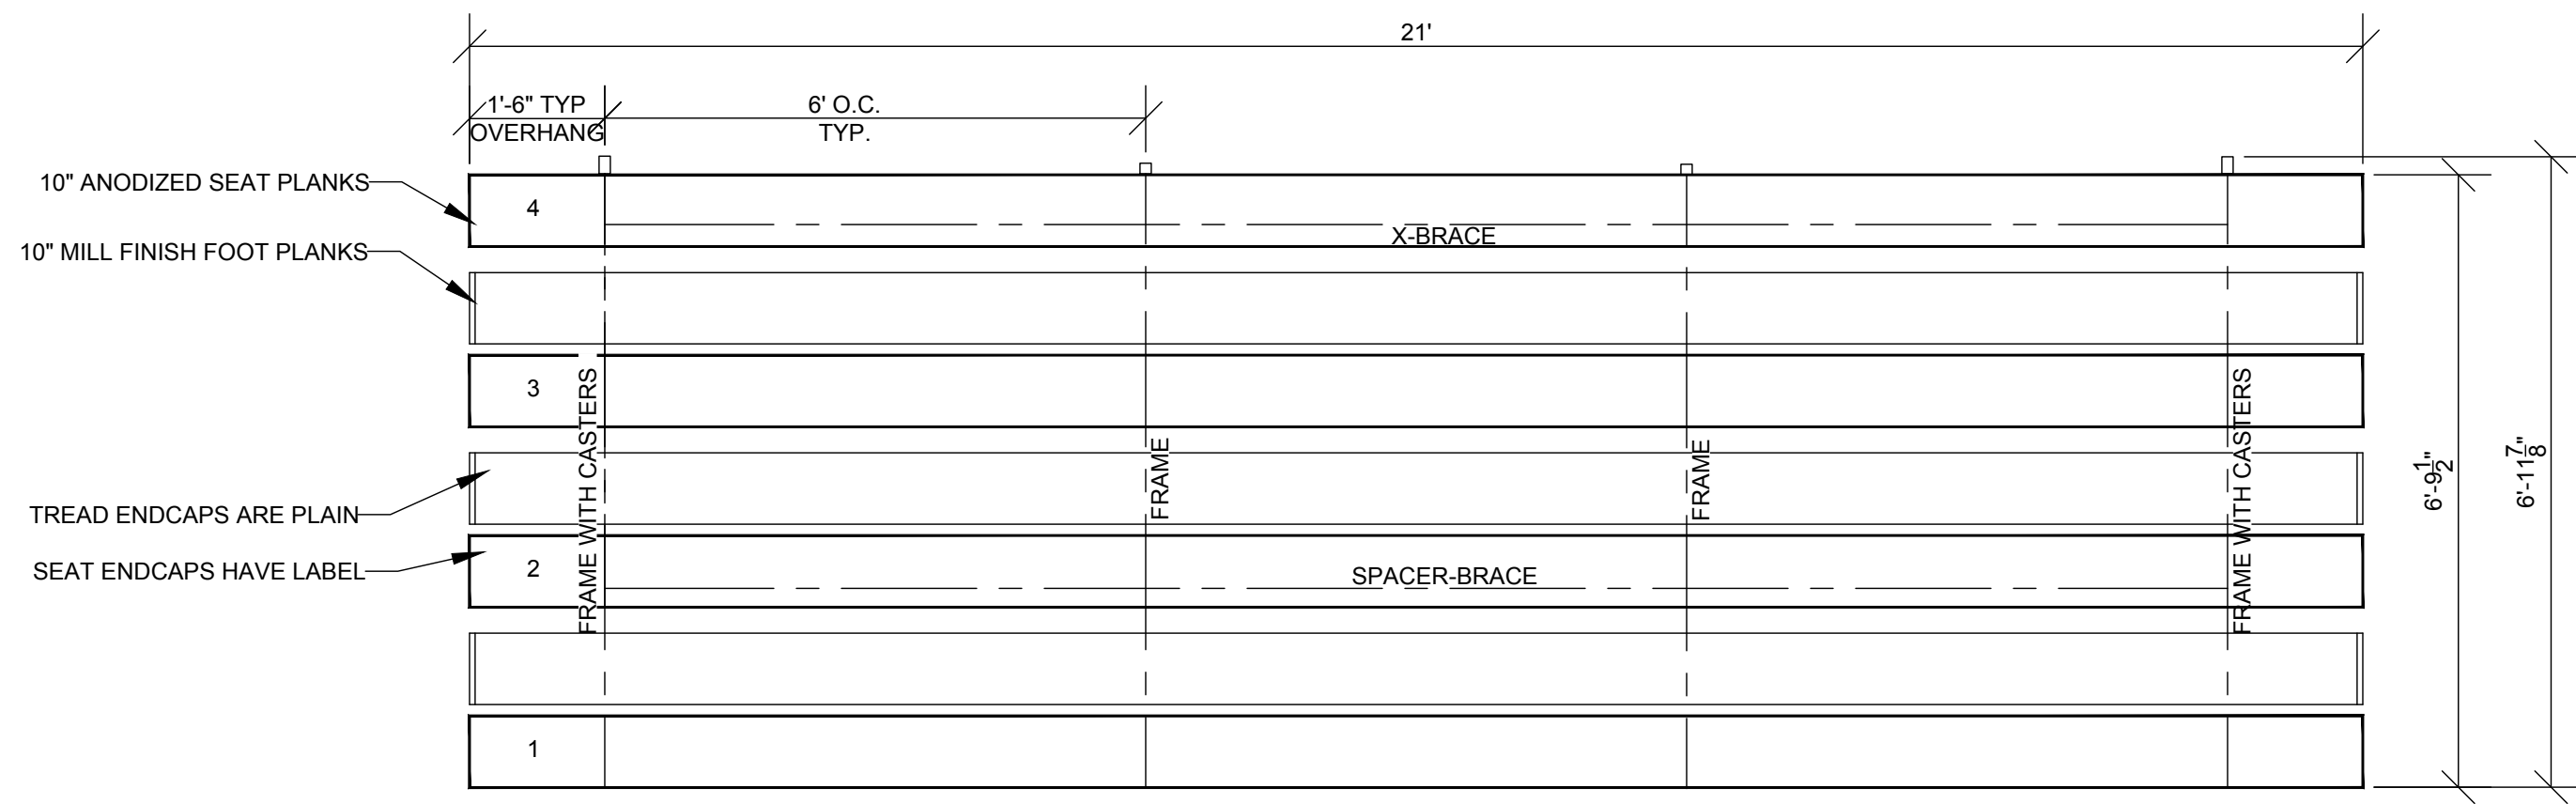 21'
1'-6" TYP
OVERHANG
6' O.C.
TYP.
10" ANODIZED SEAT PLANKS
4
X-BRACE
10" MILL FINISH FOOT PLANKS
3
FRAME WITH CASTERS
FRAME
FRAME
FRAME WITH CASTERS
6'-9 1/2"
6'-11 7/8"
TREAD ENDCAPS ARE PLAIN
SEAT ENDCAPS HAVE LABEL
2
SPACER-BRACE
1